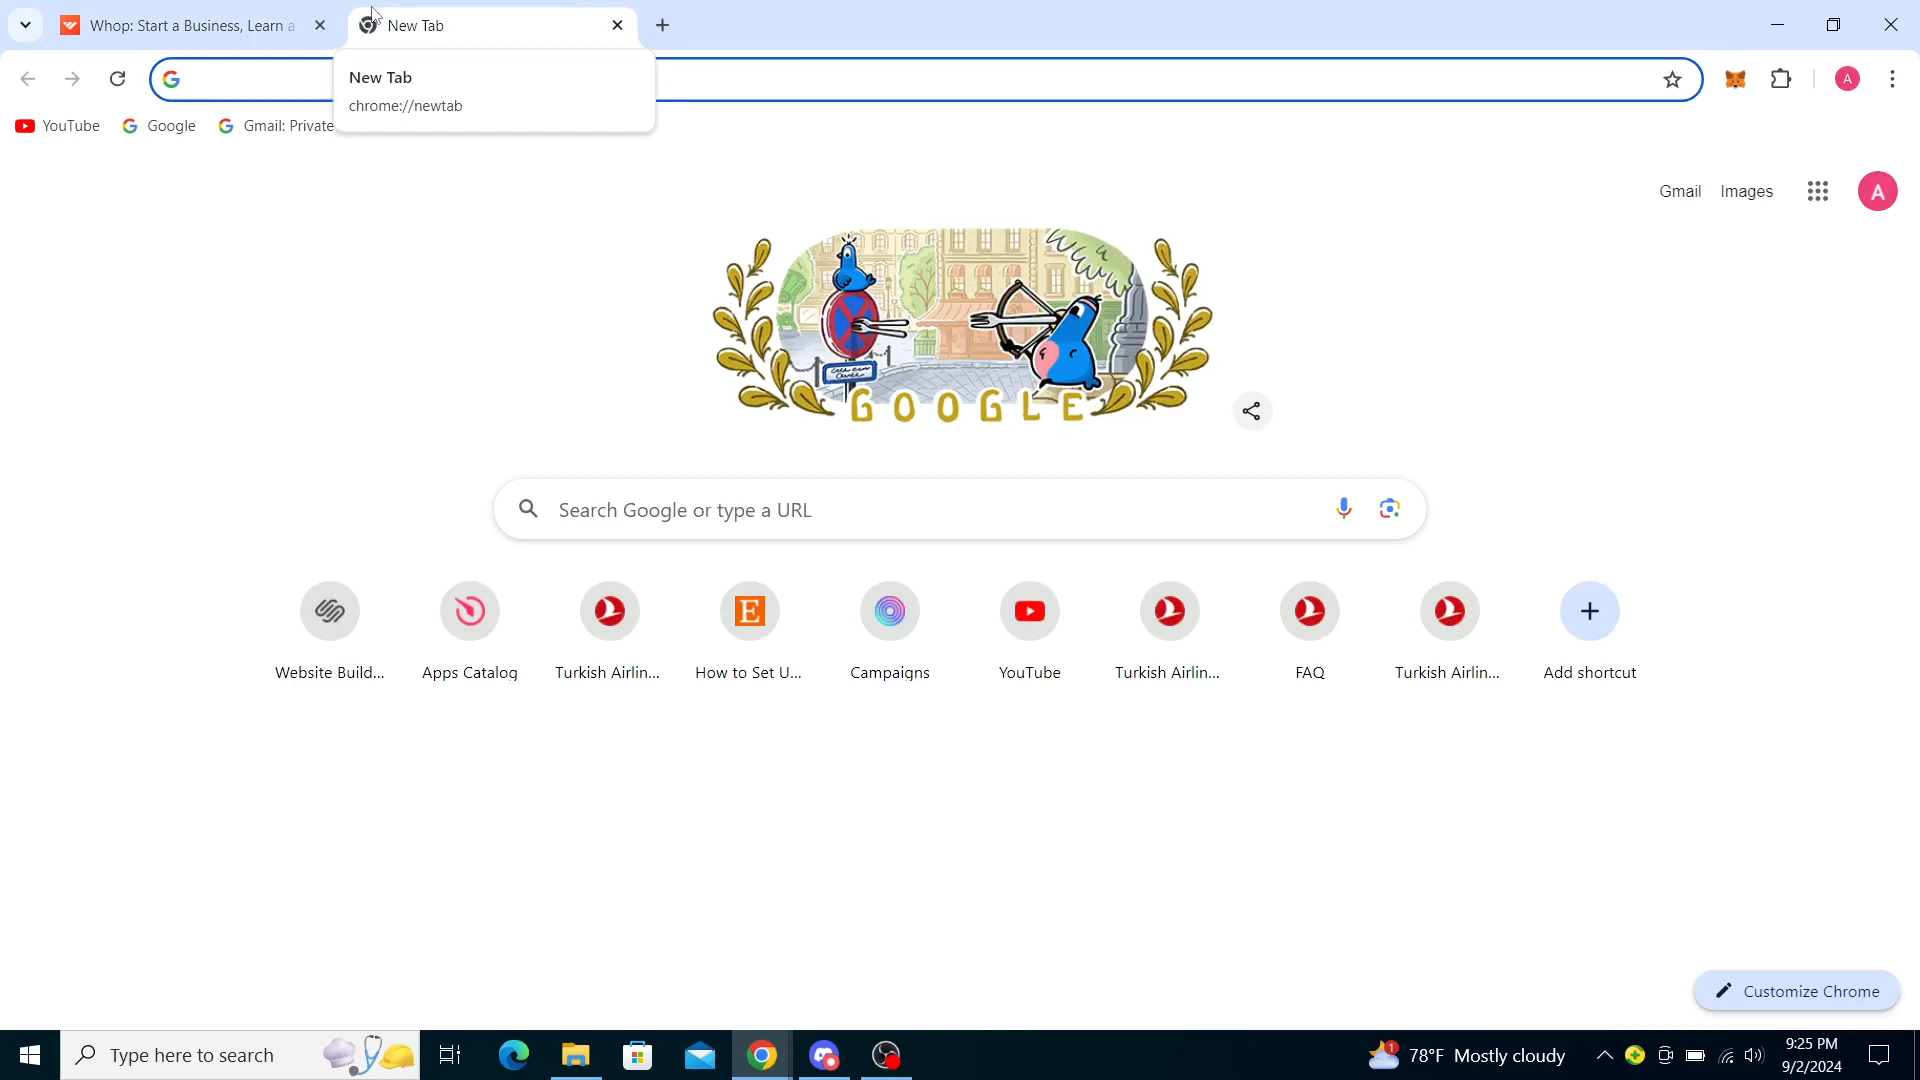 Whop: Start a Business, Learn a
New Tab
New Tab
chrome://newtab
YouTube
Google
Gmail: Private
Gmail
Images
A
A
GOOGLE
Search Google or type a URL
Website Build...
Apps Catalog
Turkish Airlin...
How to Set U...
Campaigns
YouTube
Turkish Airlin...
FAQ
Turkish Airlin...
Add shortcut
Customize Chrome
Type here to search
78°F Mostly cloudy
9:25 PM
9/2/2024